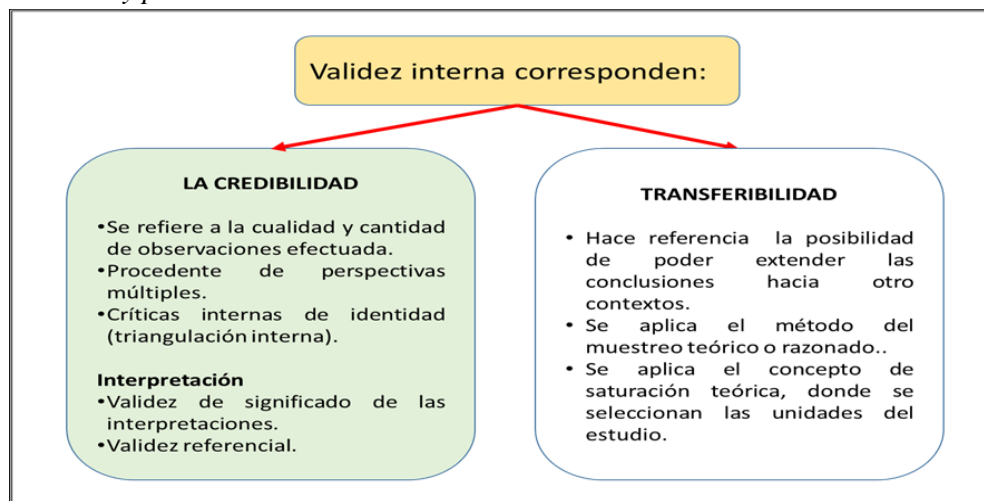 Validez interna corresponden:
LA CREDIBILIDAD
•Se refiere a la cualidad y cantidad
de observaciones efectuada.
•Procedente de perspectivas
múltiples.
•Críticas internas de identidad
(triangulación interna).
Interpretación
•Validez de significado de las
interpretaciones.
•Validez referencial.
TRANSFERIBILIDAD
• Hace referencia la posibilidad
de poder extender las
conclusiones hacia otro
contextos.
• Se aplica el método del
muestreo teórico o razonado..
• Se aplica el concepto de
saturación teórica, donde se
seleccionan las unidades del
estudio.